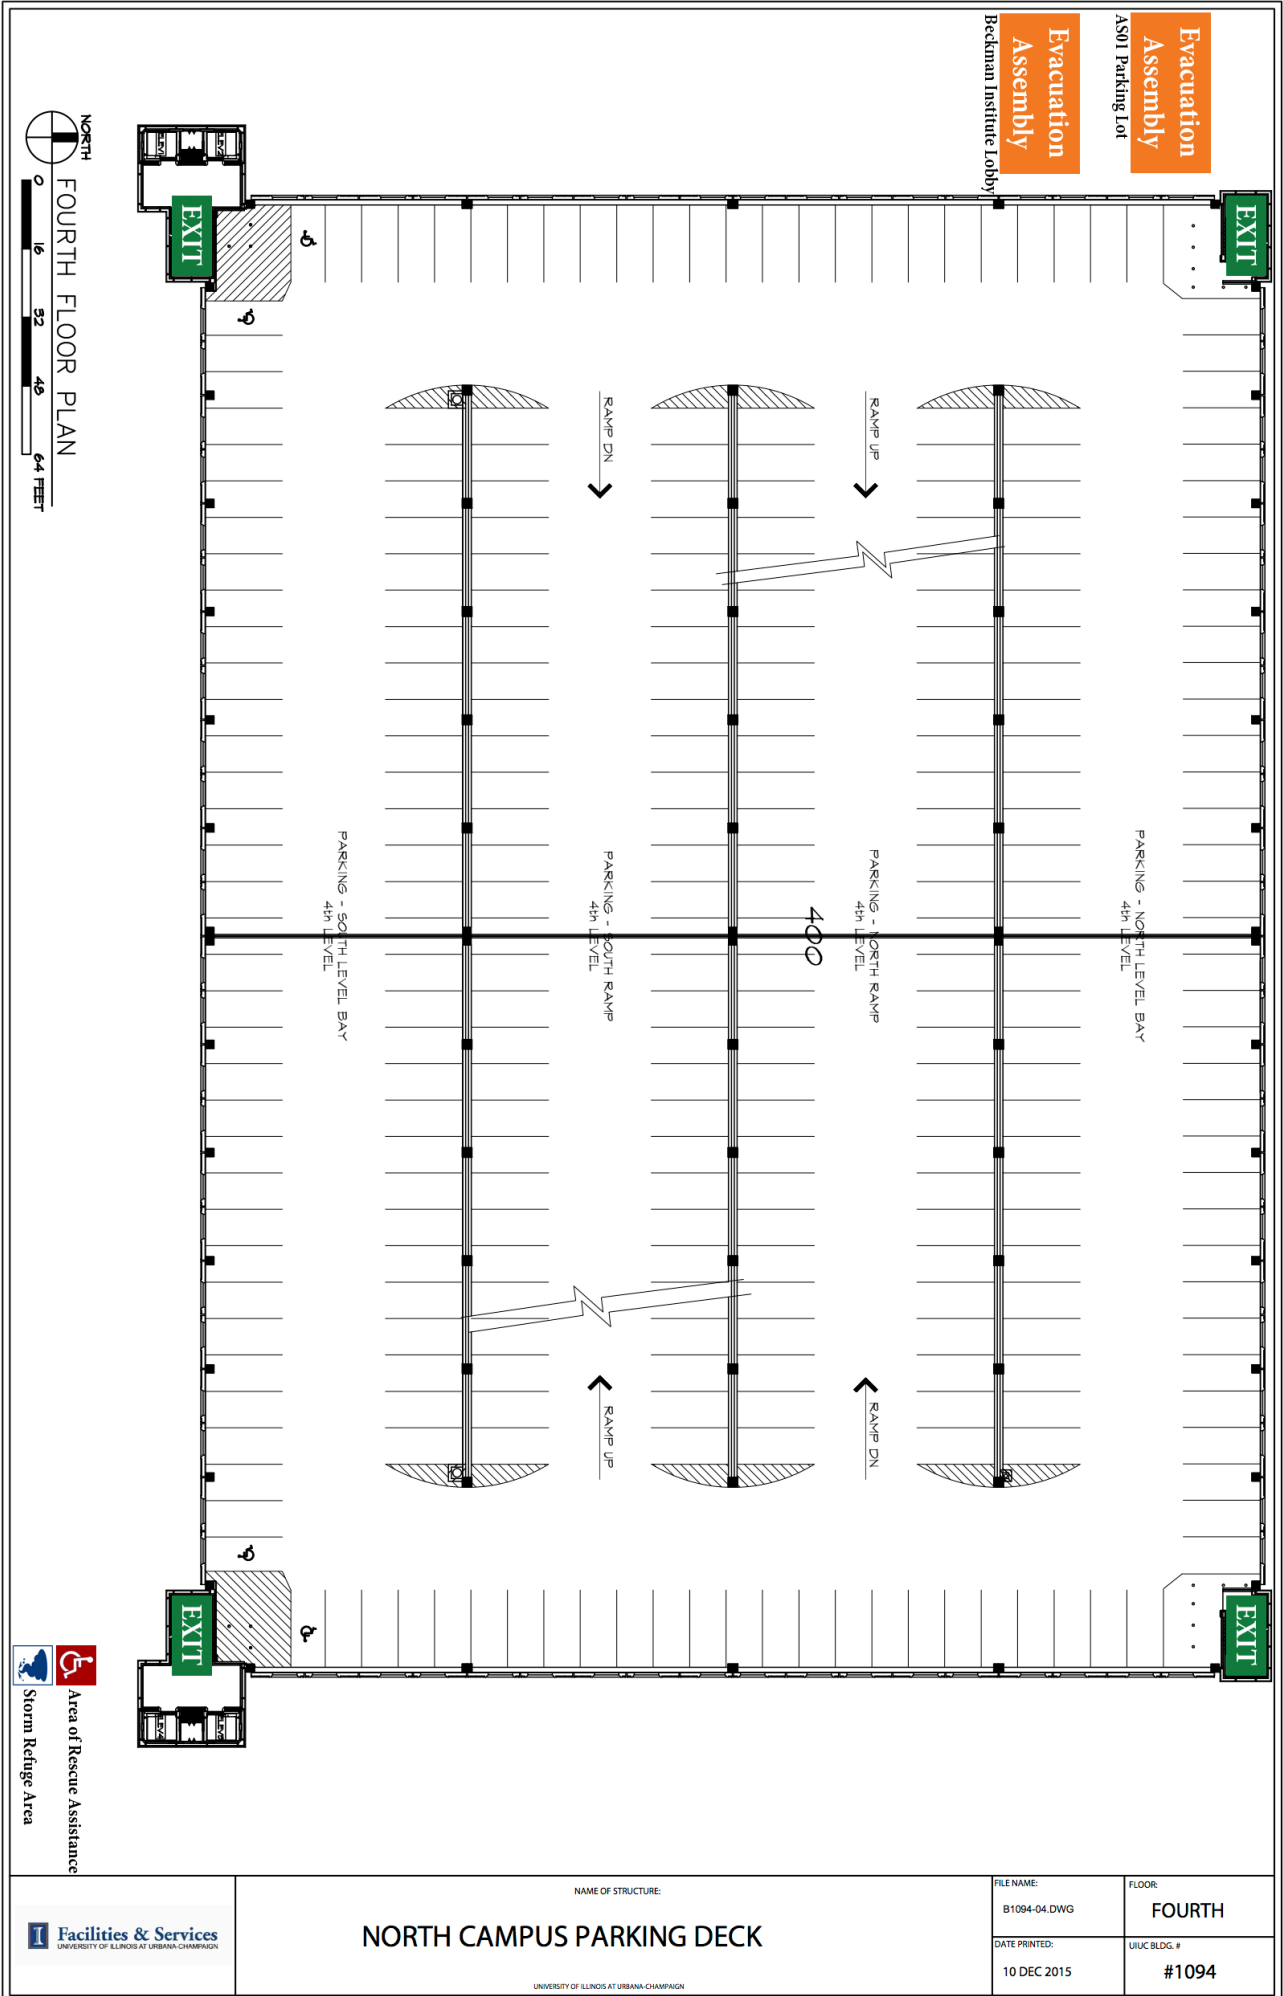 Evacuation
Assembly
AS01 Parking Lot
Evacuation
Assembly
Beckman Institute Lobby
NORTH
FOURTH FLOOR PLAN
0 16 32 48 64 FEET
ELEV1
ELEV2
EXIT
EXIT
RAMP DN
RAMP UP
PARKING - NORTH LEVEL BAY
4th LEVEL
PARKING - NORTH RAMP
4th LEVEL
400
PARKING - SOUTH RAMP
4th LEVEL
PARKING - SOUTH LEVEL BAY
4th LEVEL
RAMP UP
RAMP DN
EXIT
EXIT
ELEV4
ELEV3
Area of Rescue Assistance
Storm Refuge Area
I Facilities & Services
UNIVERSITY OF ILLINOIS AT URBANA-CHAMPAIGN
NAME OF STRUCTURE:
NORTH CAMPUS PARKING DECK
UNIVERSITY OF ILLINOIS AT URBANA-CHAMPAIGN
FILE NAME:
B1094-04.DWG
DATE PRINTED:
10 DEC 2015
FLOOR:
FOURTH
UIUC BLDG. #
#1094